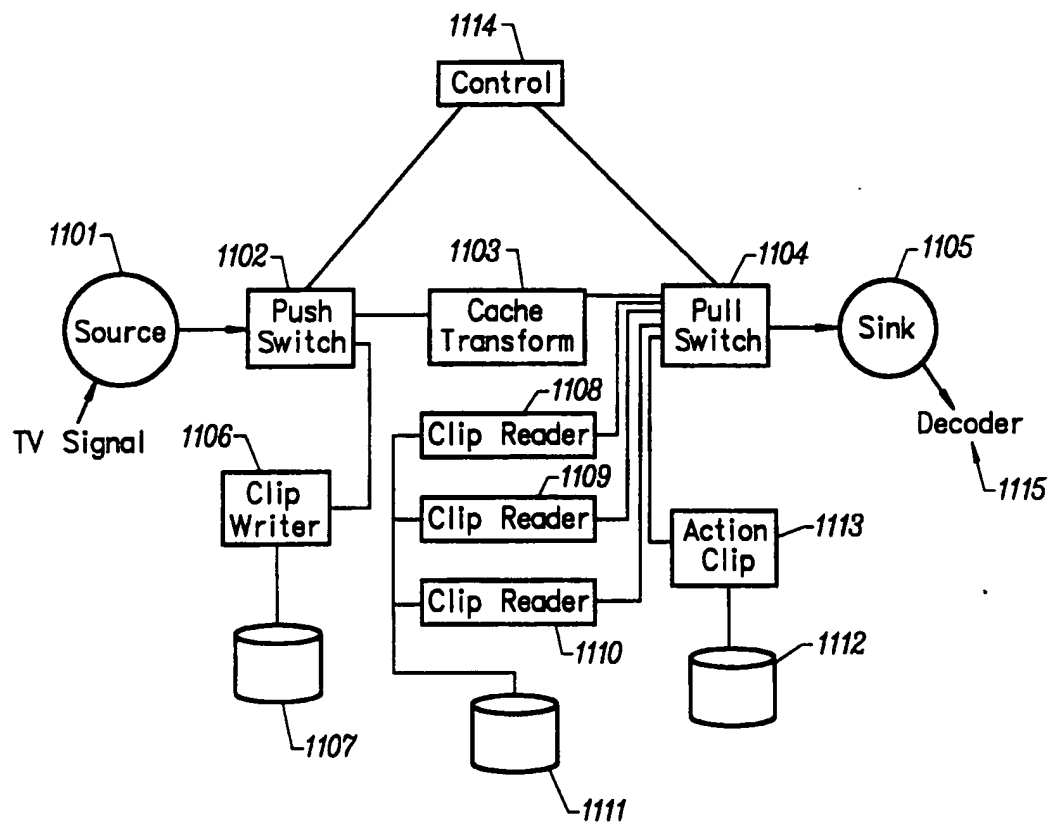 1114
Control
1101
1102
1103
1104
1105
Source
Push
Switch
Cache
Transform
Pull
Switch
Sink
TV Signal
1106
Clip
Writer
1107
1108
Clip Reader
1109
Clip Reader
Clip Reader
1110
1111
Action
Clip
1113
1112
Decoder
1115